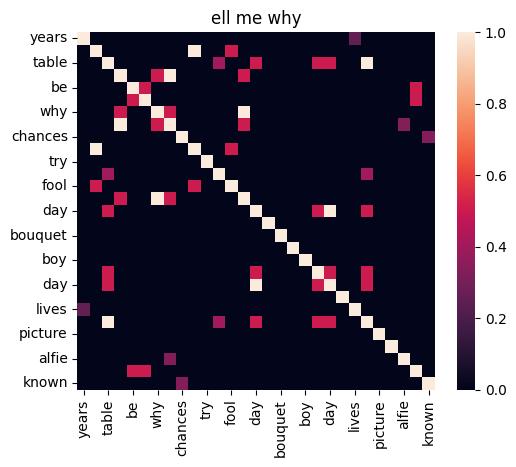 ell me why
years
table
be
why
chances
try
fool
day
bouquet
boy
day
lives
picture
alfie
known
years
table
be
why
chances
try
fool
day
bouquet
boy
day
lives
picture
alfie
known
1.0
0.8
0.6
0.4
0.2
0.0